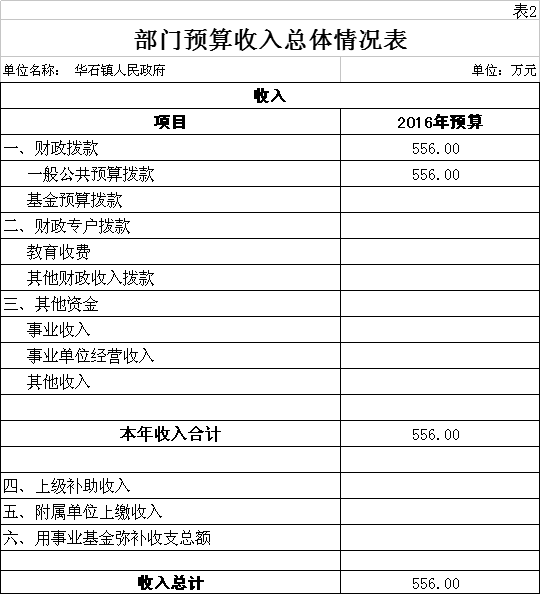 表2
部门预算收入总体情况表
单位名称： 华石镇人民政府 单位：万元
收入
项目 2016年预算
一、财政拨款 556.00
一般公共预算拨款 556.00
基金预算拨款
二、财政专户拨款
教育收费
其他财政收入拨款
三、其他资金
事业收入
事业单位经营收入
其他收入
本年收入合计 556.00
四、上级补助收入
五、附属单位上缴收入
六、用事业基金弥补收支总额
收入总计 556.00